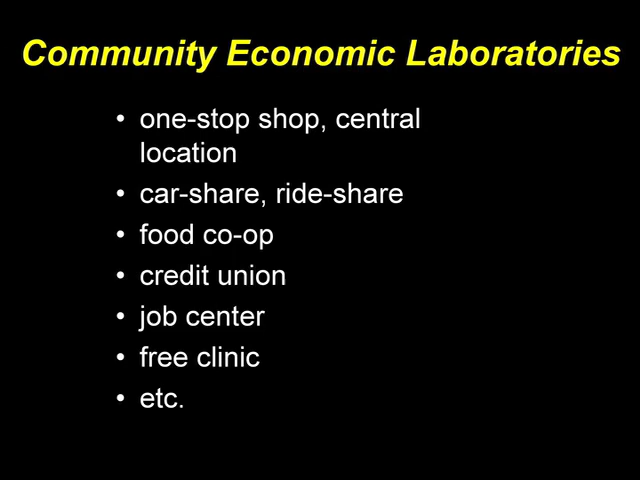 Community Economic Laboratories
• one-stop shop, central
location
• car-share, ride-share
• food co-op
• credit union
• job center
• free clinic
• etc.